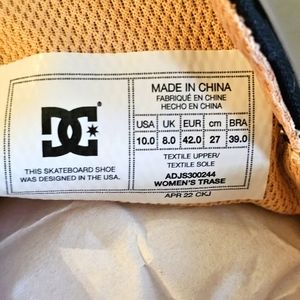 MADE IN CHINA
FABRIQUÉ EN CHINE
HECHO EN CHINA
USA UK EUR cm BRA
10.0 8.0 42.0 27 39.0
TEXTILE UPPER/
TEXTILE SOLE
ADJS300244
WOMEN'S TRASE
APR 22 CKJ
DC
THIS SKATEBOARD SHOE
WAS DESIGNED IN THE USA.